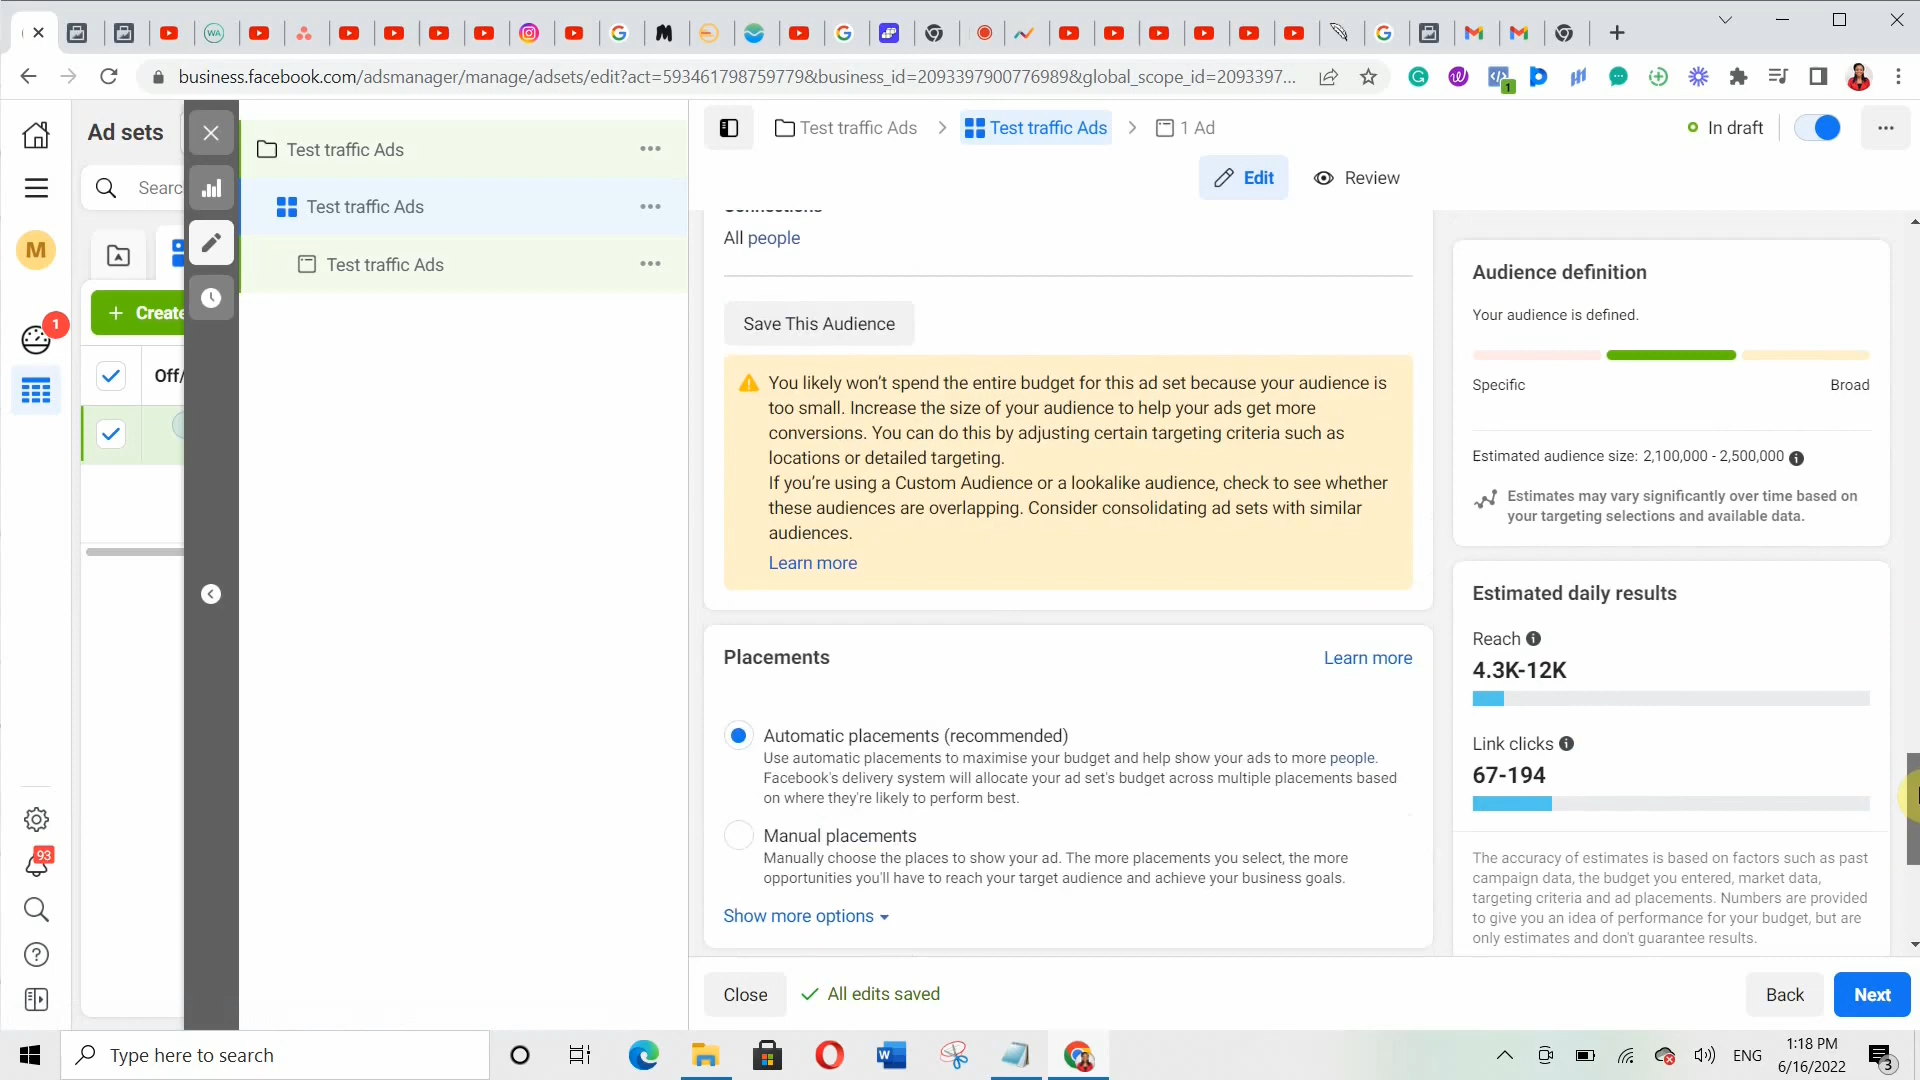 business.facebook.com/adsmanager/manage/adsets/edit?act=593461798759779&business_id=209339790077698 9&global_scope_id=2093397...
Ad sets
Test traffic Ads
Test traffic Ads
Test traffic Ads
Test traffic Ads
Test traffic Ads
1 Ad
In draft
Edit
Review
Searc
M
1
+ Create
Off/
93
All people
Save This Audience
You likely won't spend the entire budget for this ad set because your audience is
too small. Increase the size of your audience to help your ads get more
conversions. You can do this by adjusting certain targeting criteria such as
locations or detailed targeting.
If you're using a Custom Audience or a lookalike audience, check to see whether
these audiences are overlapping. Consider consolidating ad sets with similar
audiences.
Learn more
Placements
Learn more
Automatic placements (recommended)
Use automatic placements to maximise your budget and help show your ads to more people.
Facebook's delivery system will allocate your ad set's budget across multiple placements based
on where they're likely to perform best.
Manual placements
Manually choose the places to show your ad. The more placements you select, the more
opportunities you'll have to reach your target audience and achieve your business goals.
Show more options
Audience definition
Your audience is defined.
Specific
Broad
Estimated audience size: 2,100,000 - 2,500,000
Estimates may vary significantly over time based on
your targeting selections and available data.
Estimated daily results
Reach
4.3K-12K
Link clicks
67-194
The accuracy of estimates is based on factors such as past
campaign data, the budget you entered, market data,
targeting criteria and ad placements. Numbers are provided
to give you an idea of performance for your budget, but are
only estimates and don't guarantee results.
Close
All edits saved
Back
Next
Type here to search
ENG
1:18 PM
6/16/2022
3